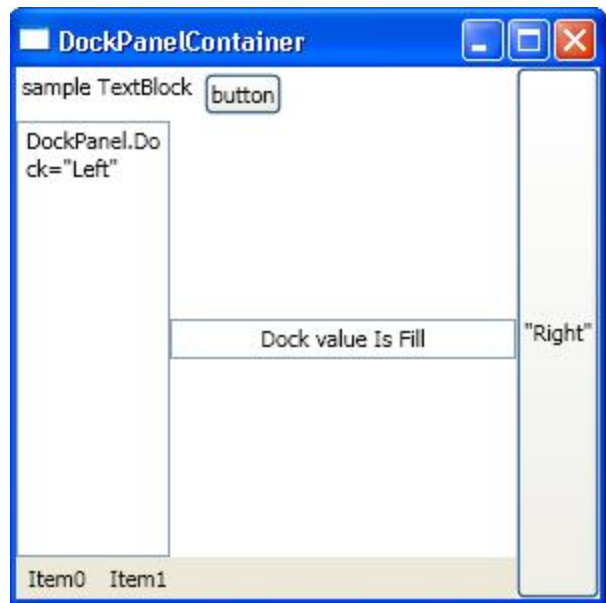 DockPanelContainer
sample TextBlock
button
DockPanel.Do
ck="Left"
Dock value Is Fill
"Right"
Item0 Item1